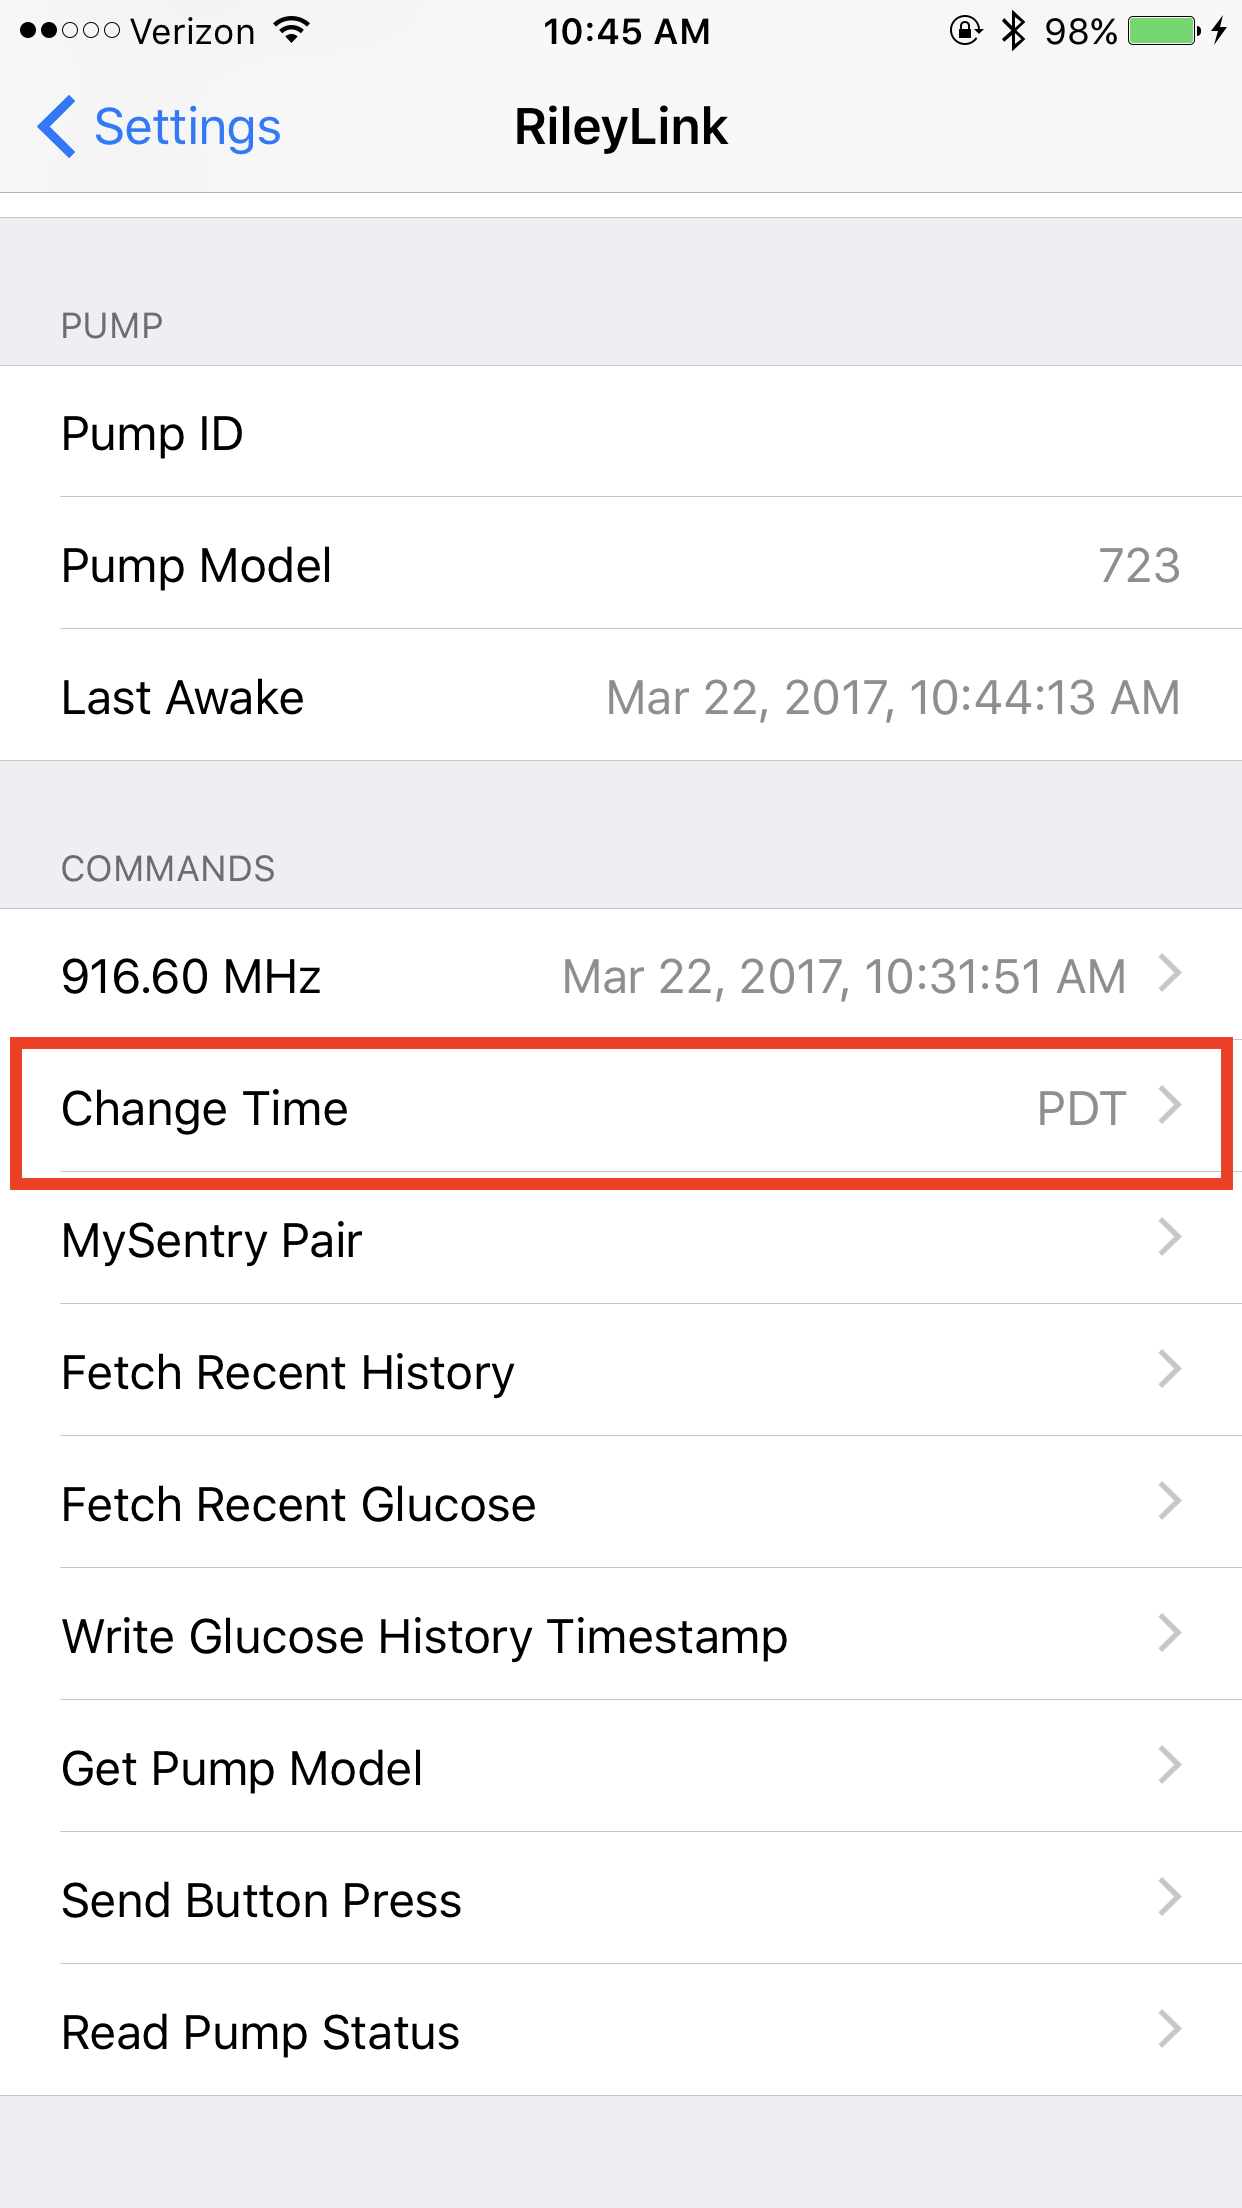 Verizon 10:45 AM 98%
Settings RileyLink
PUMP
Pump ID
Pump Model 723
Last Awake Mar 22, 2017, 10:44:13 AM
COMMANDS
916.60 MHz Mar 22, 2017, 10:31:51 AM
Change Time PDT
MySentry Pair
Fetch Recent History
Fetch Recent Glucose
Write Glucose History Timestamp
Get Pump Model
Send Button Press
Read Pump Status